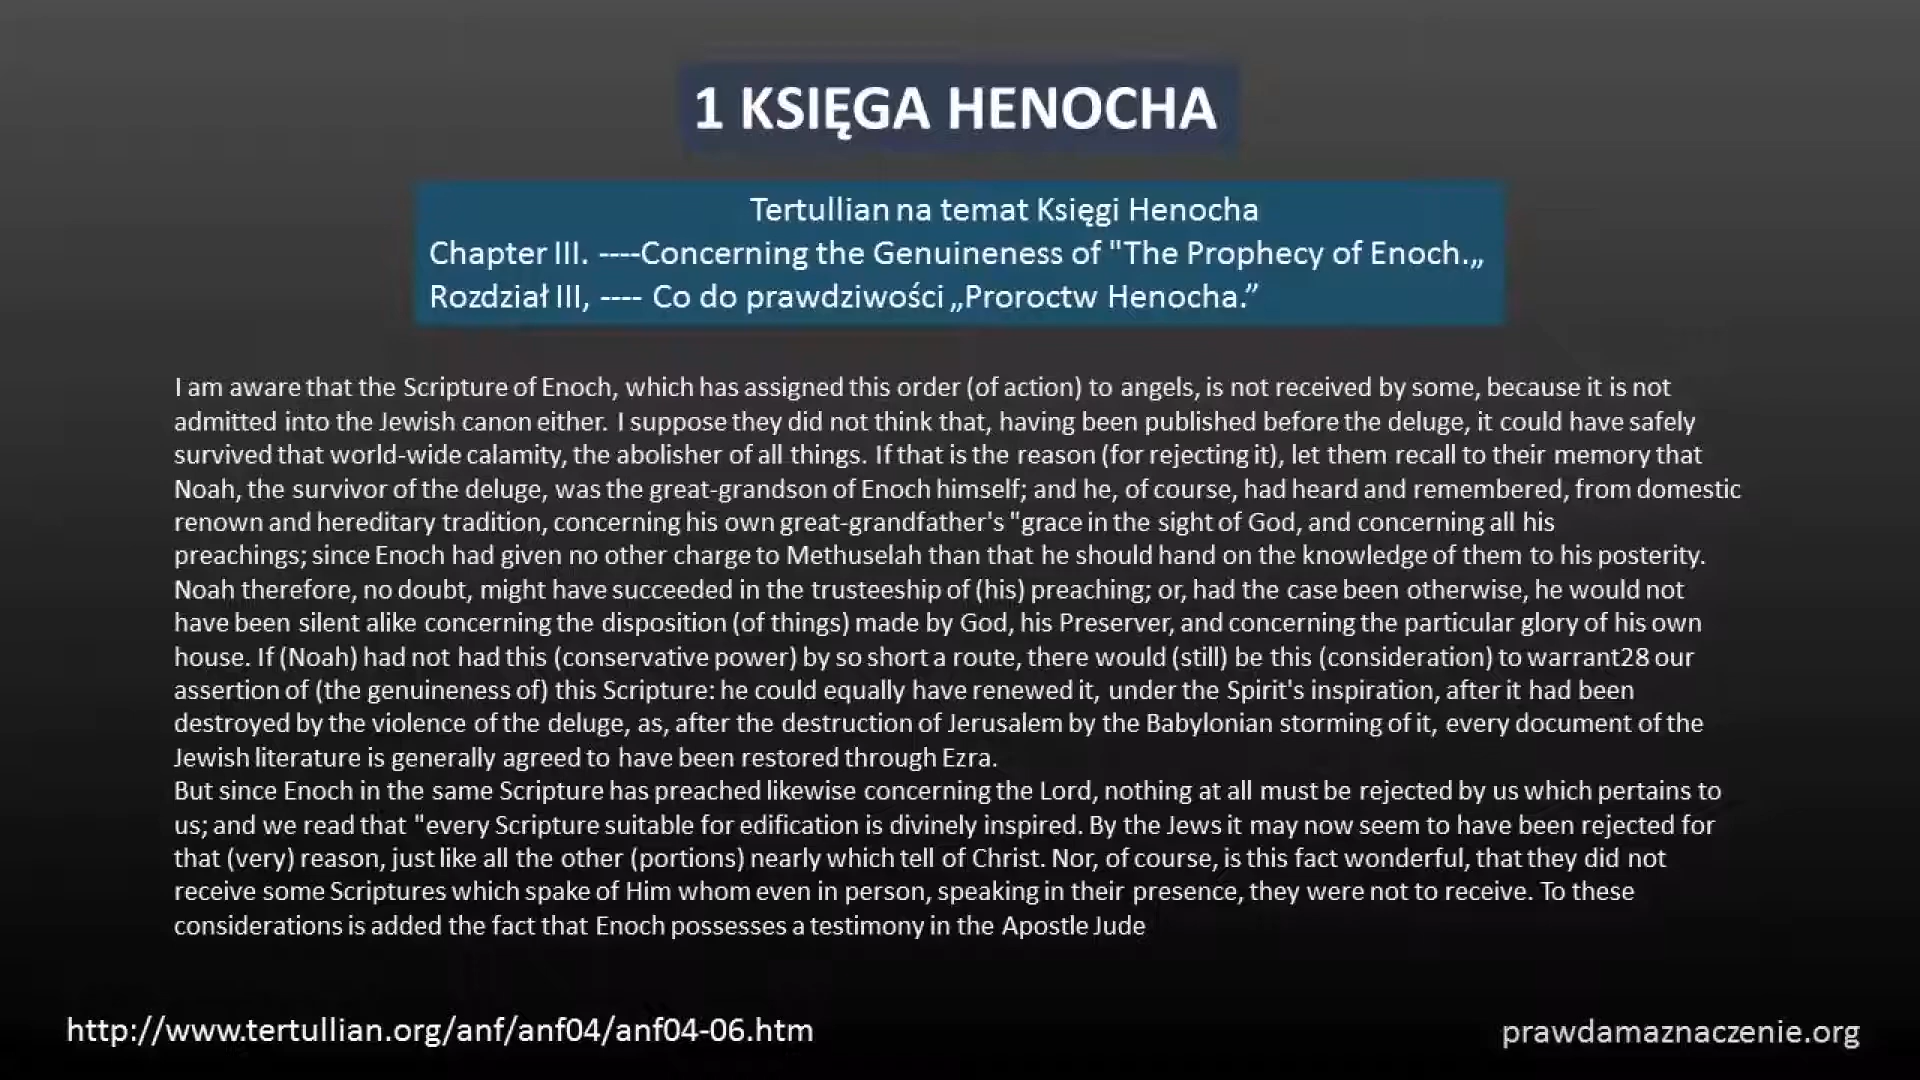 1 KSIĘGA HENOCHA
Tertullian na temat Księgi Henocha
Chapter III. ----Concerning the Genuineness of "The Prophecy of Enoch.„
Rozdział III, ---- Co do prawdziwości „Proroctw Henocha.”
I am aware that the Scripture of Enoch, which has assigned this order (of action) to angels, is not received by some, because it is not
admitted into the Jewish canon either. I suppose they did not think that, having been published before the deluge, it could have safely
survived that world-wide calamity, the abolisher of all things. If that is the reason (for rejecting it), let them recall to their memory that
Noah, the survivor of the deluge, was the great-grandson of Enoch himself; and he, of course, had heard and remembered, from domestic
renown and hereditary tradition, concerning his own great-grandfather's "grace in the sight of God, and concerning all his
preachings; since Enoch had given no other charge to Methuselah than that he should hand on the knowledge of them to his posterity.
Noah therefore, no doubt, might have succeeded in the trusteeship of (his) preaching; or, had the case been otherwise, he would not
have been silent alike concerning the disposition (of things) made by God, his Preserver, and concerning the particular glory of his own
house. If (Noah) had not had this (conservative power) by so short a route, there would (still) be this (consideration) to warrant28 our
assertion of (the genuineness of) this Scripture: he could equally have renewed it, under the Spirit's inspiration, after it had been
destroyed by the violence of the deluge, as, after the destruction of Jerusalem by the Babylonian storming of it, every document of the
Jewish literature is generally agreed to have been restored through Ezra.
But since Enoch in the same Scripture has preached likewise concerning the Lord, nothing at all must be rejected by us which pertains to
us; and we read that "every Scripture suitable for edification is divinely inspired. By the Jews it may now seem to have been rejected for
that (very) reason, just like all the other (portions) nearly which tell of Christ. Nor, of course, is this fact wonderful, that they did not
receive some Scriptures which spake of Him whom even in person, speaking in their presence, they were not to receive. To these
considerations is added the fact that Enoch possesses a testimony in the Apostle Jude
http://www.tertullian.org/anf/anf04/anf04-06.htm
prawdamaznaczenie.org